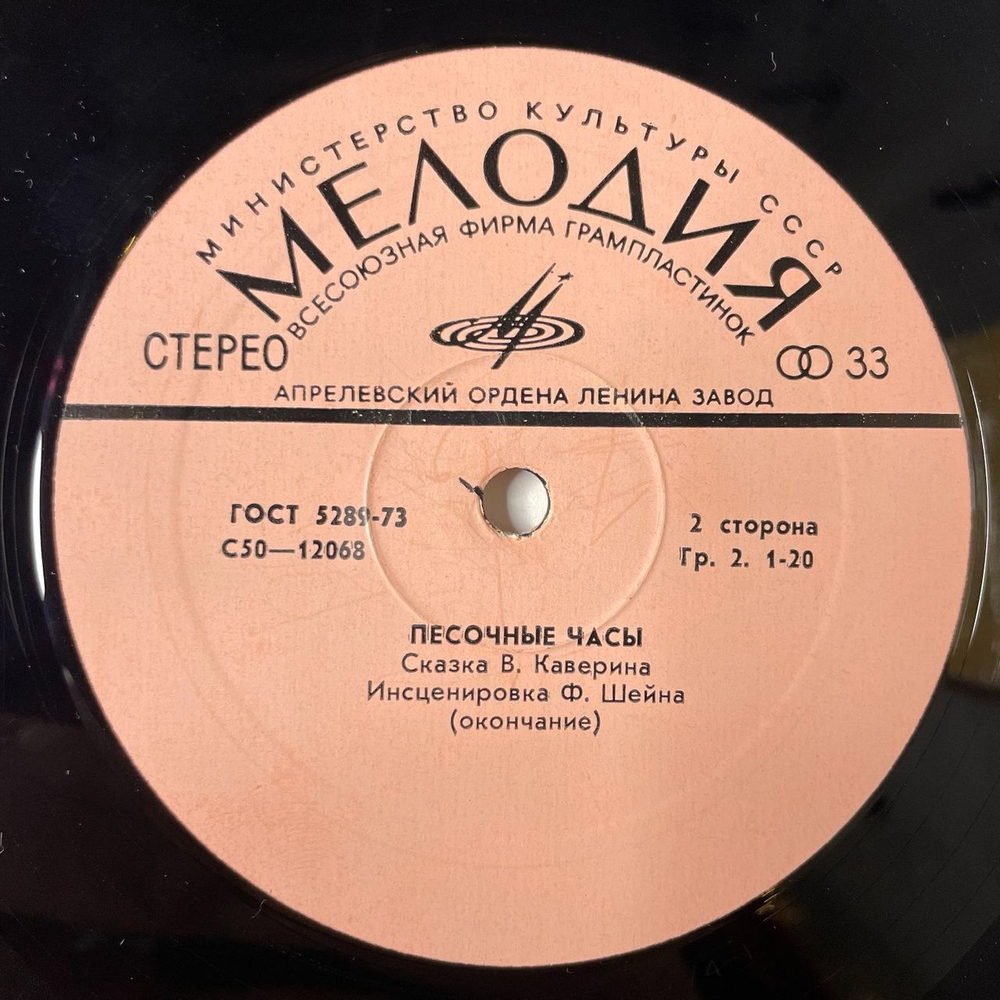 МИНИСТЕРСТВО КУЛЬТУРЫ СССР
МЕЛОДИЯ
ВСЕСОЮЗНАЯ ФИРМА ГРАМПЛАСТИНОК
СТЕРЕО
33
АПРЕЛЕВСКИЙ ОРДЕНА ЛЕНИНА ЗАВОД
ГОСТ 5289-73
С50—12068
2 сторона
Гр. 2. 1-20
ПЕСОЧНЫЕ ЧАСЫ
Сказка В. Каверина
Инсценировка Ф. Шейна
(окончание)